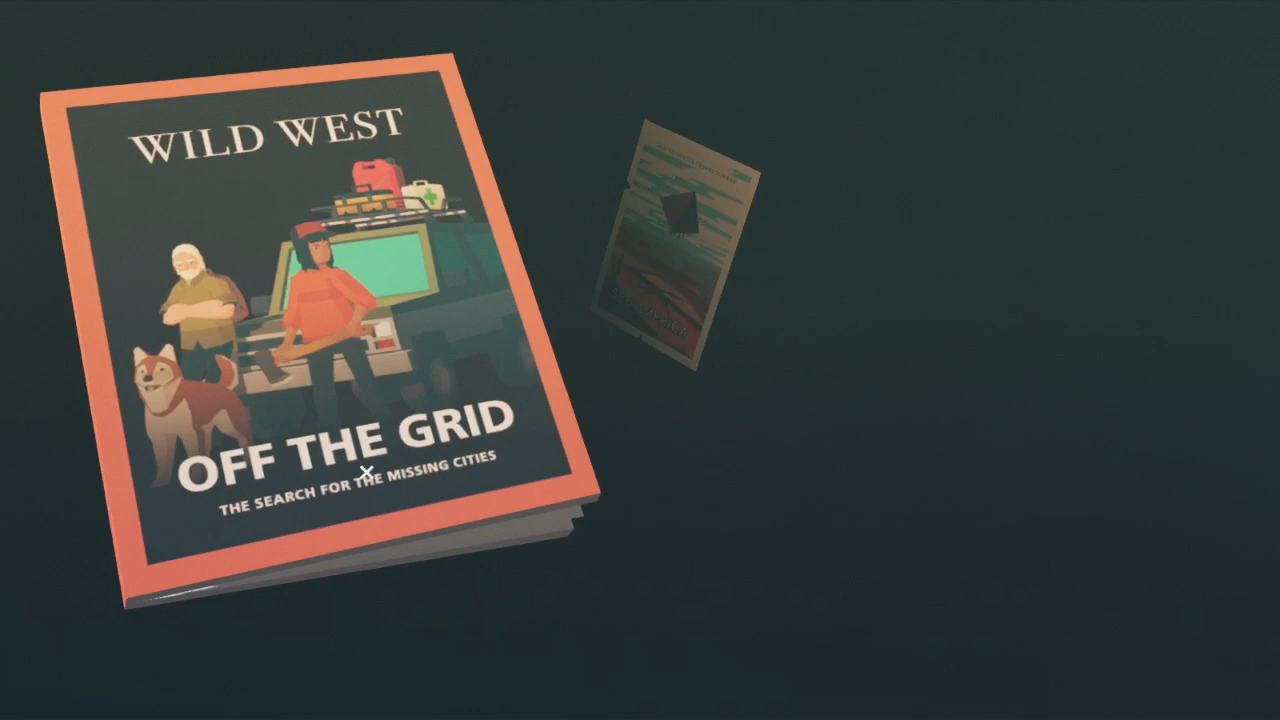 WILD WEST
OFF THE GRID
THE SEARCH FOR THE MISSING CITIES